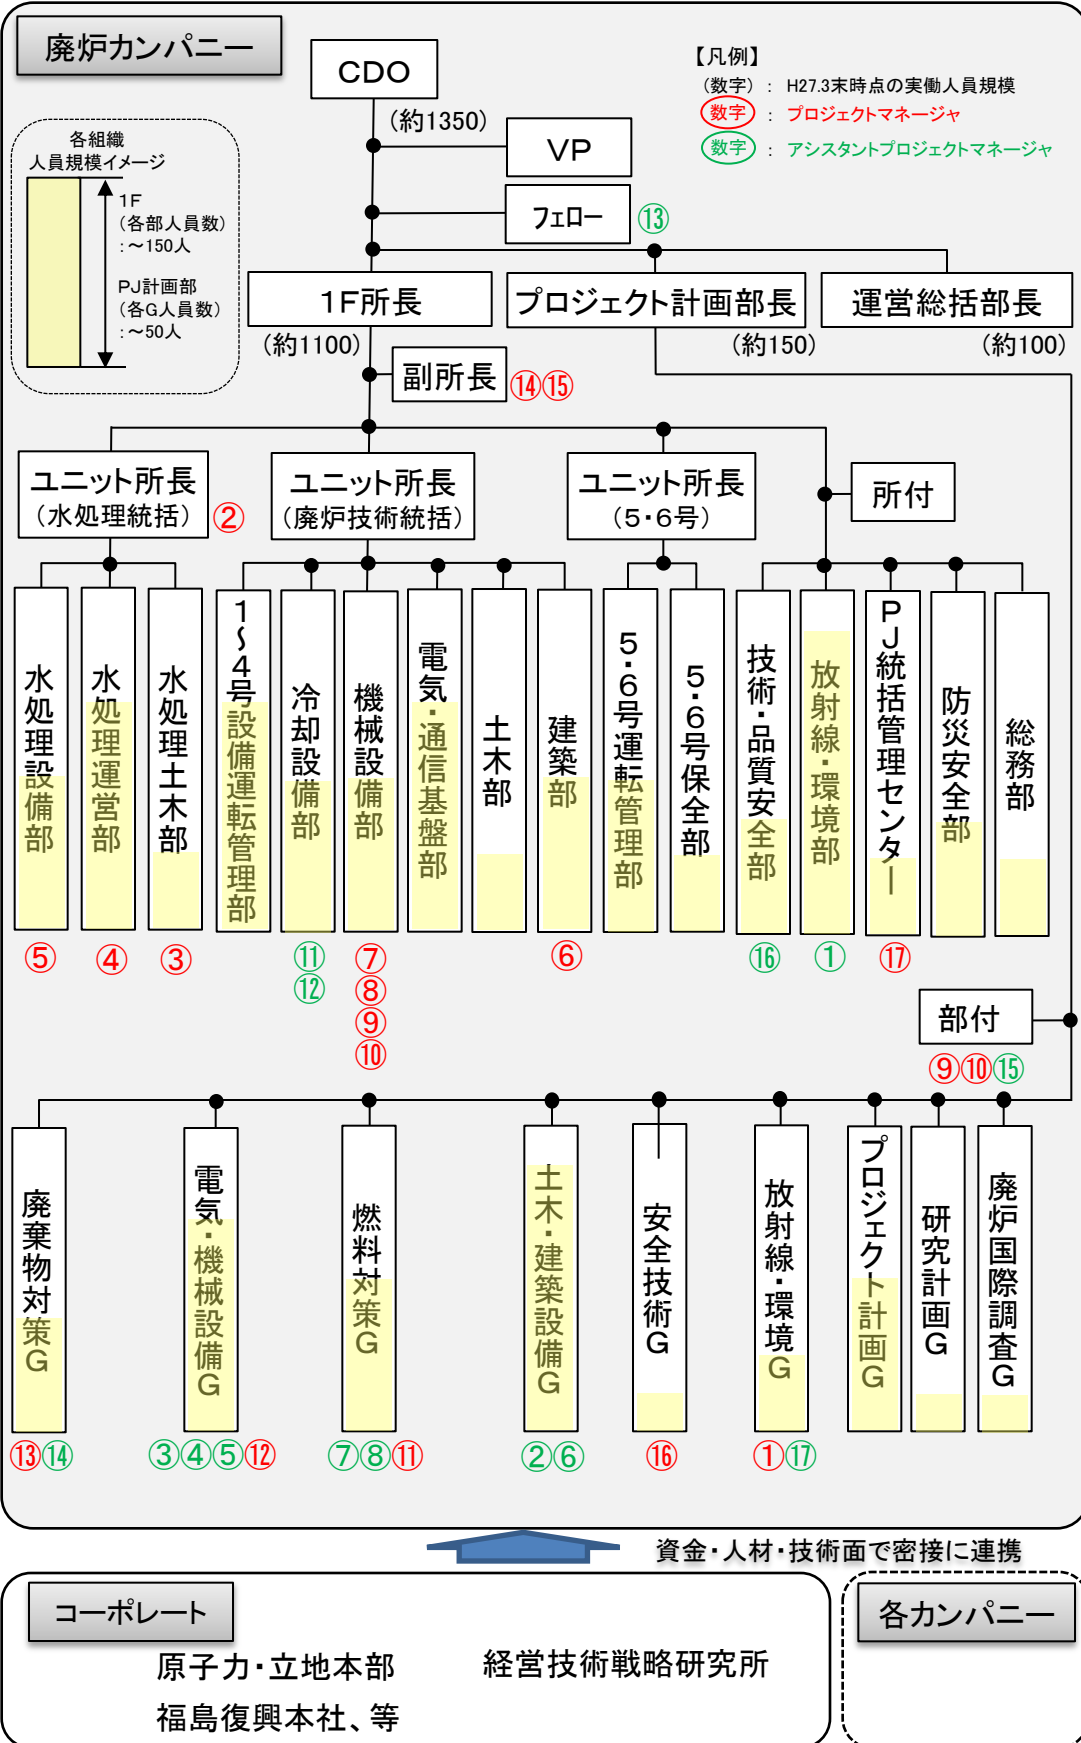 廃炉カンパニー
CDO
(約1350)
【凡例】
(数字) : H27.3末時点の実働人員規模
数字 : プロジェクトマネージャ
数字 : アシスタントプロジェクトマネージャ
各組織
人員規模イメージ
1F
(各部人員数)
:~150人
PJ計画部
(各G人員数)
:~50人
VP
フェロー
⑬
1F所長
プロジェクト計画部長
運営総括部長
(約1100)
(約150)
(約100)
副所長
⑭⑮
ユニット所長
(水処理統括)
②
ユニット所長
(廃炉技術統括)
ユニット所長
(5・6号)
所付
水処理設備部
水処理運営部
水処理土木部
1~4号設備運転管理部
冷却設備部
機械設備部
電気・通信基盤部
土木部
建築部
5・6号運転管理部
5・6号保全部
技術・品質安全部
放射線・環境部
PJ統括管理センター
防災安全部
総務部
⑤
④
③
⑪
⑫
⑦
⑧
⑨
⑩
⑥
⑯
①
⑰
部付
⑨⑩⑮
廃棄物対策G
電気・機械設備G
燃料対策G
土木・建築設備G
安全技術G
放射線・環境G
プロジェクト計画G
研究計画G
廃炉国際調査G
⑬⑭
③④⑤⑫
⑦⑧⑪
②⑥
⑯
①⑰
資金・人材・技術面で密接に連携
コーポレート
原子力・立地本部
経営技術戦略研究所
福島復興本社、等
各カンパニー